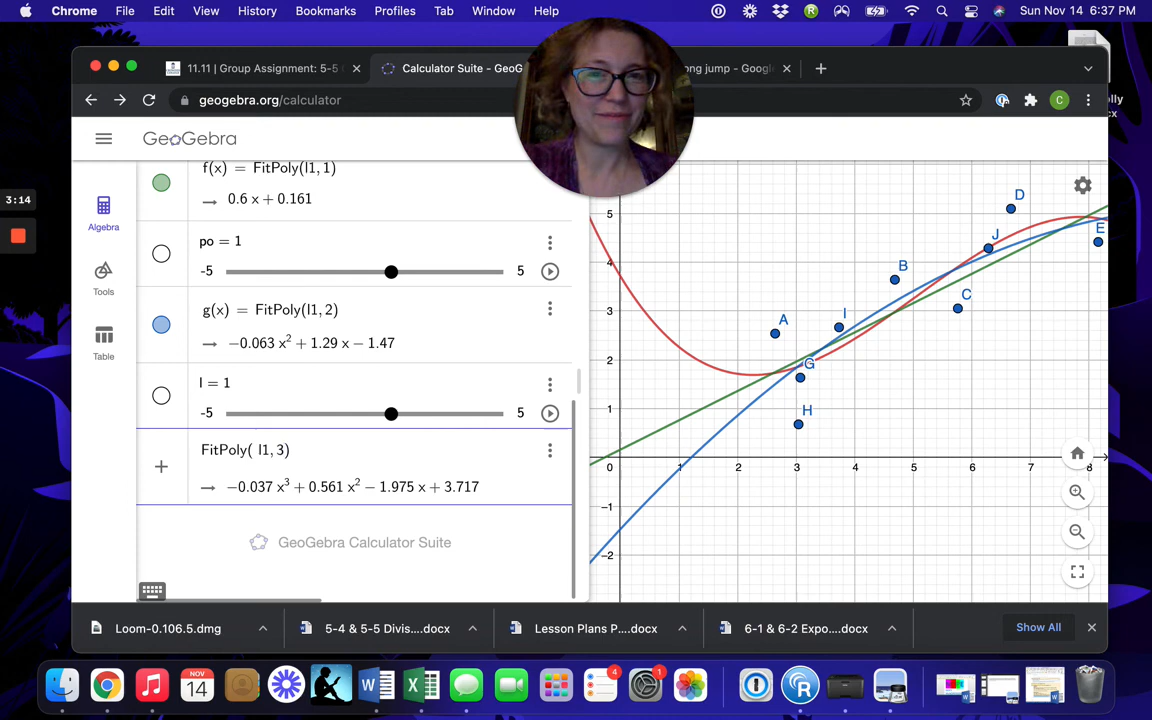 Chrome File Edit View History Bookmarks Profiles Tab Window Help Sun Nov 14 6:37 PM
11.11 | Group Assignment: 5-5 Calculator Suite - GeoG ong jump - Google
geogebra.org/calculator C
olly
cx
GeoGebra
3:14
Algebra
Tools
Table
f(x) = FitPoly(l1, 1)
→ 0.6 x + 0.161
po = 1
-5 5
g(x) = FitPoly(l1, 2)
→ −0.063 x² + 1.29 x − 1.47
l = 1
-5 5
FitPoly( l1, 3)
→ −0.037 x³ + 0.561 x² − 1.975 x + 3.717
GeoGebra Calculator Suite
D
5
J
E
4
B
C
3
A I
2
G
1
H
0 1 2 3 4 5 6 7 8
−1
−2
Loom-0.106.5.dmg 5-4 & 5-5 Divis....docx Lesson Plans P....docx 6-1 & 6-2 Expo....docx Show All
NOV
14
4
1
R